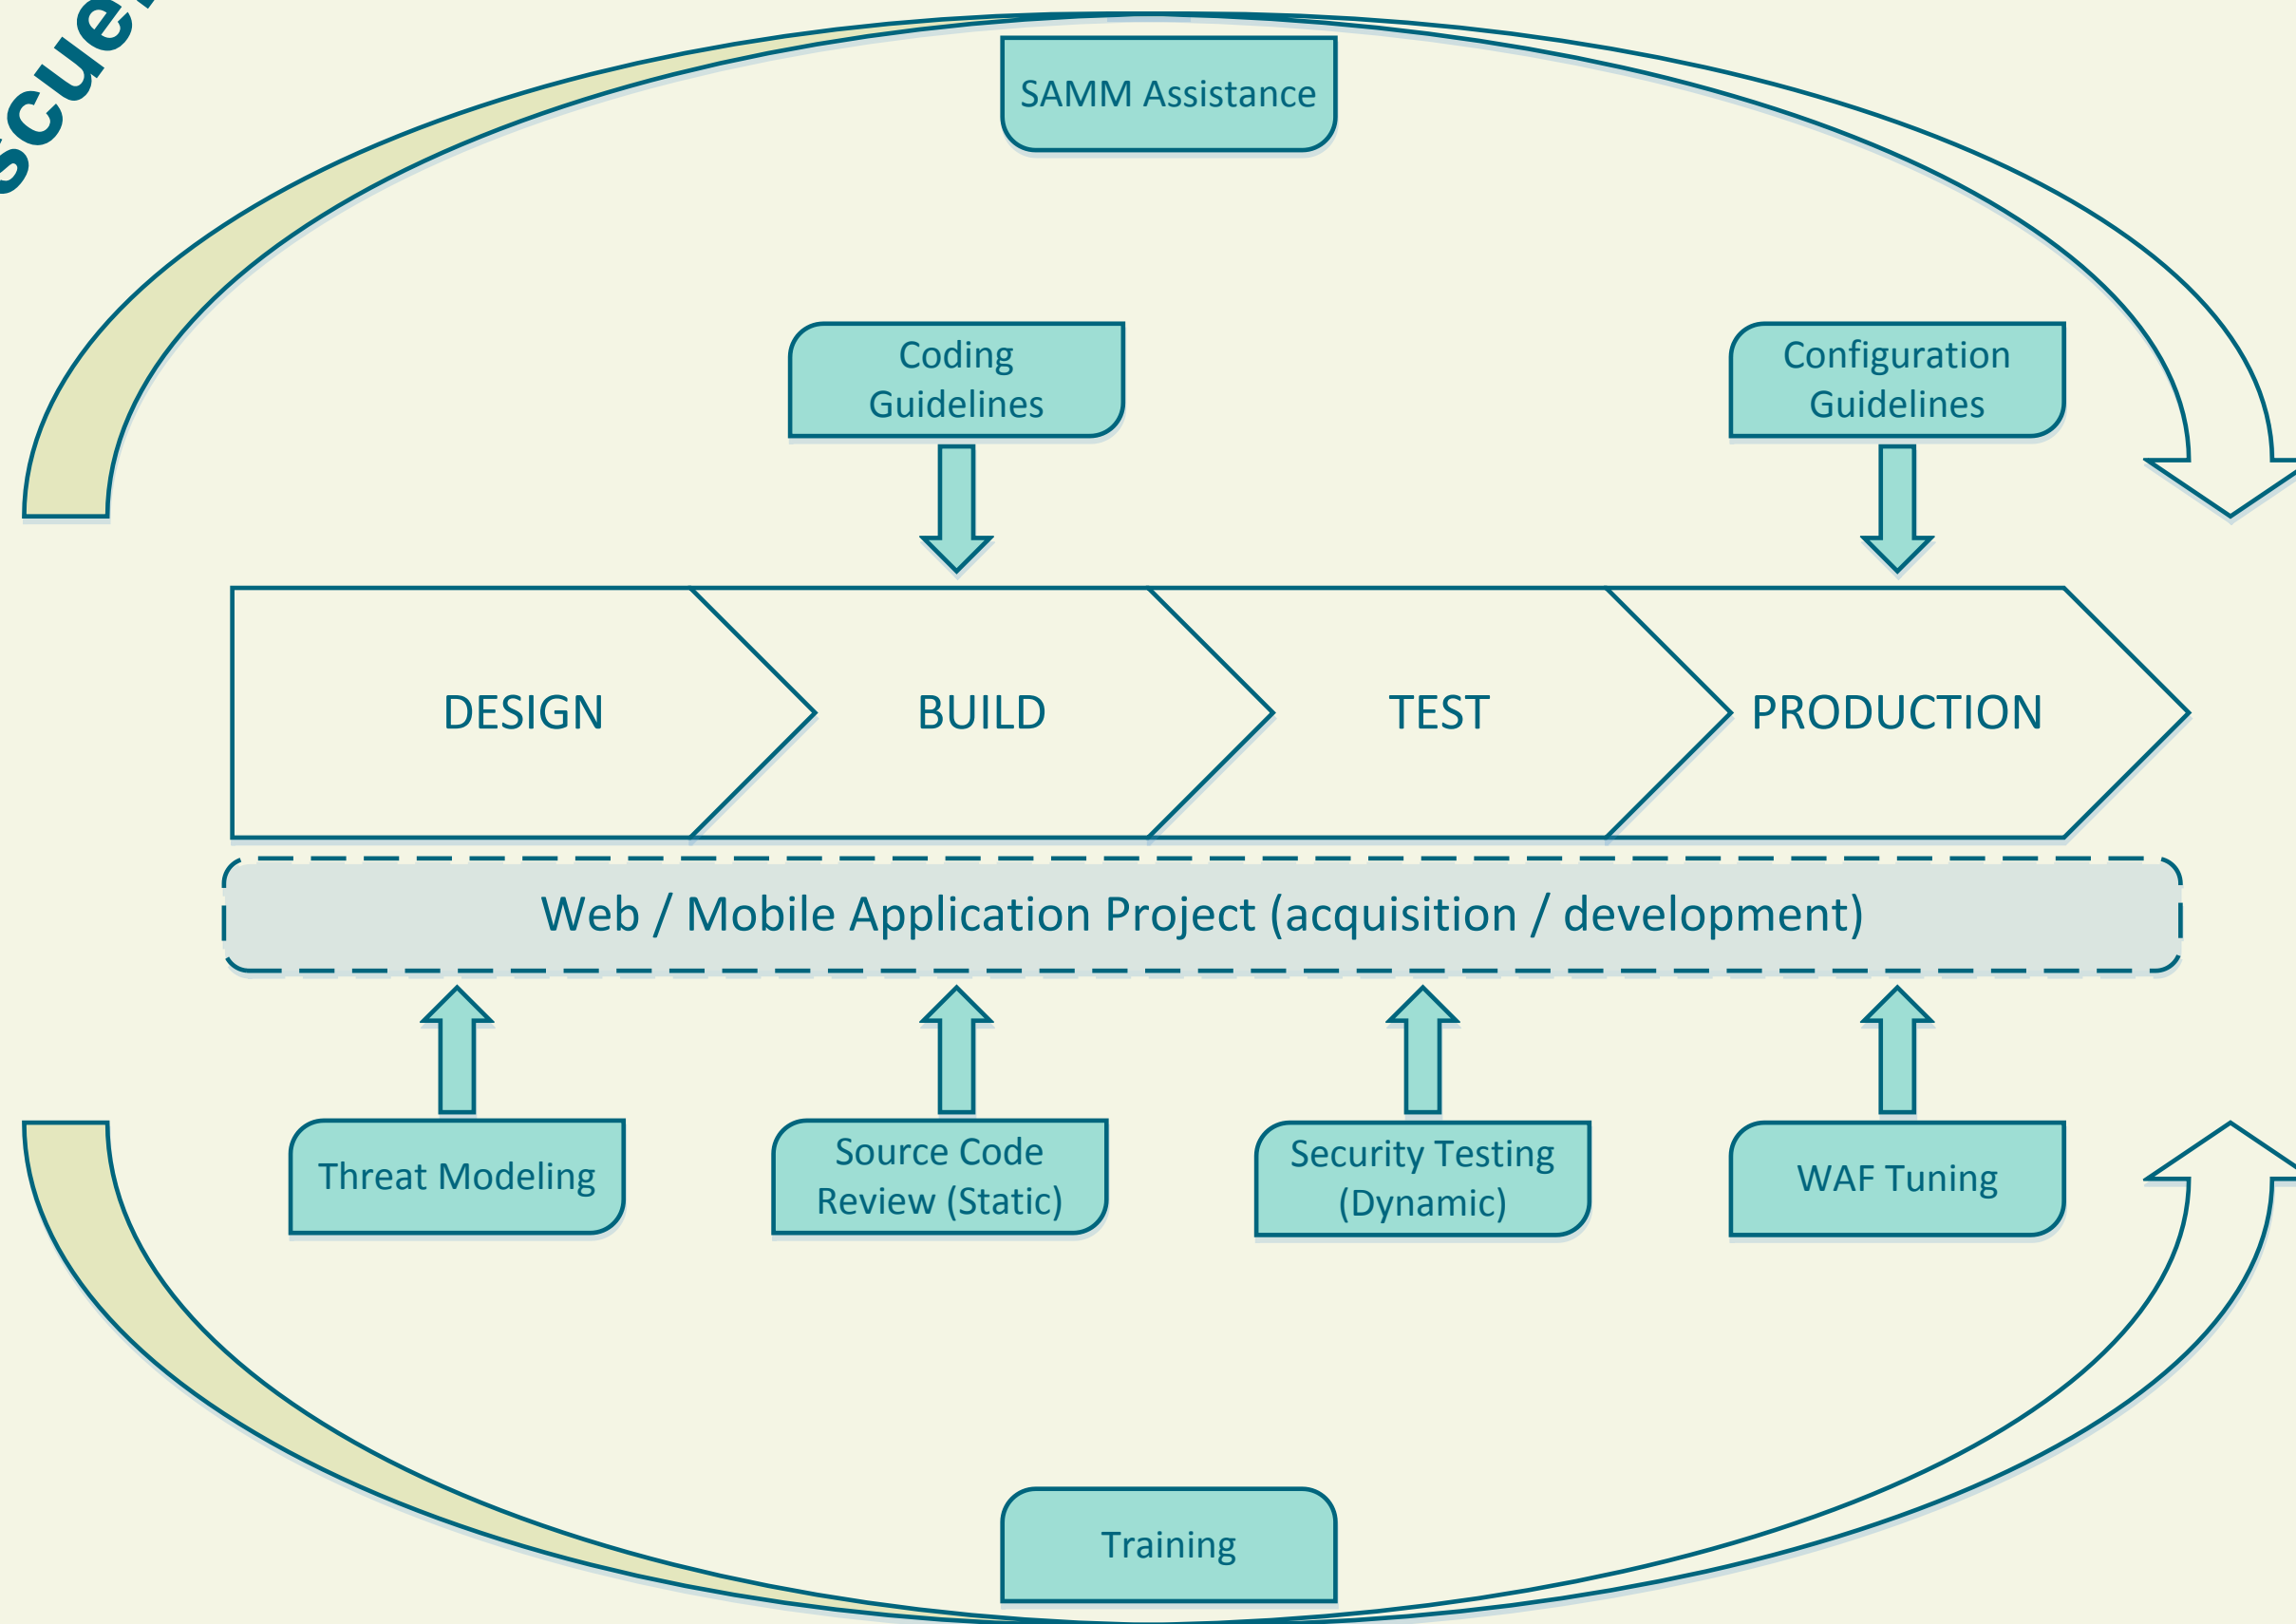 SAMM Assistance
Coding
Guidelines
Configuration
Guidelines
DESIGN
BUILD
TEST
PRODUCTION
Web / Mobile Application Project (acquisition / development)
Threat Modeling
Source Code
Review (Static)
Security Testing
(Dynamic)
WAF Tuning
Training